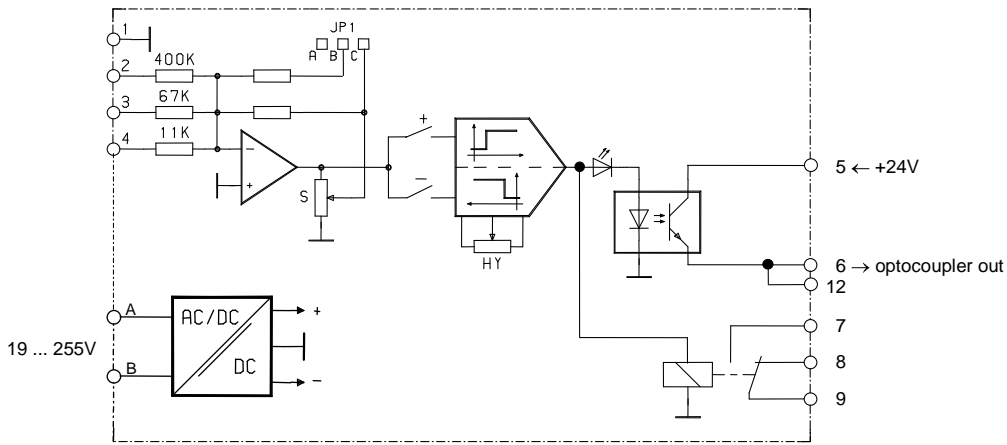 1
JP1
A B C
2 400K
3 67K
4 11K
−
+
S
+
−
HY
5 ← +24V
6 → optocoupler out
12
7
8
9
19 ... 255V
A
B
AC/DC
DC
+
−